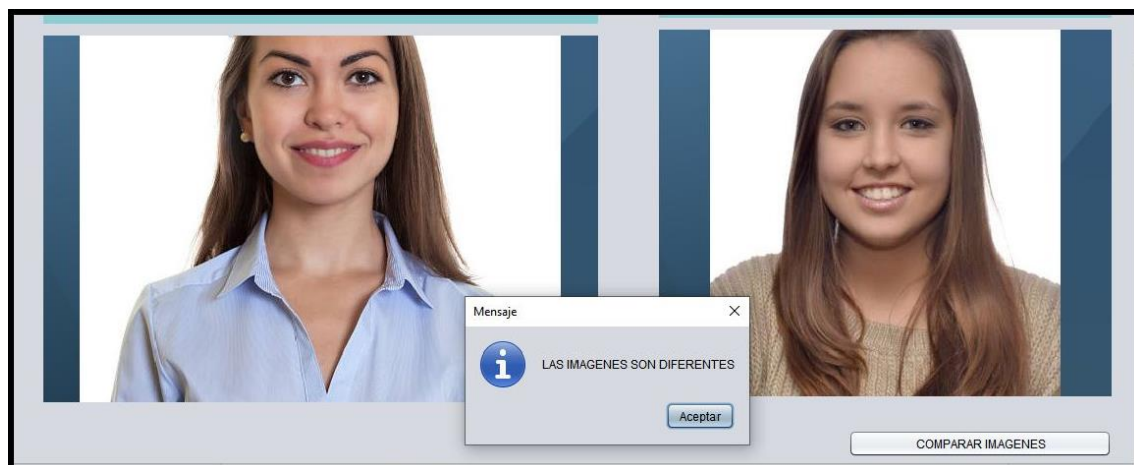 Mensaje
LAS IMAGENES SON DIFERENTES
Aceptar
COMPARAR IMAGENES